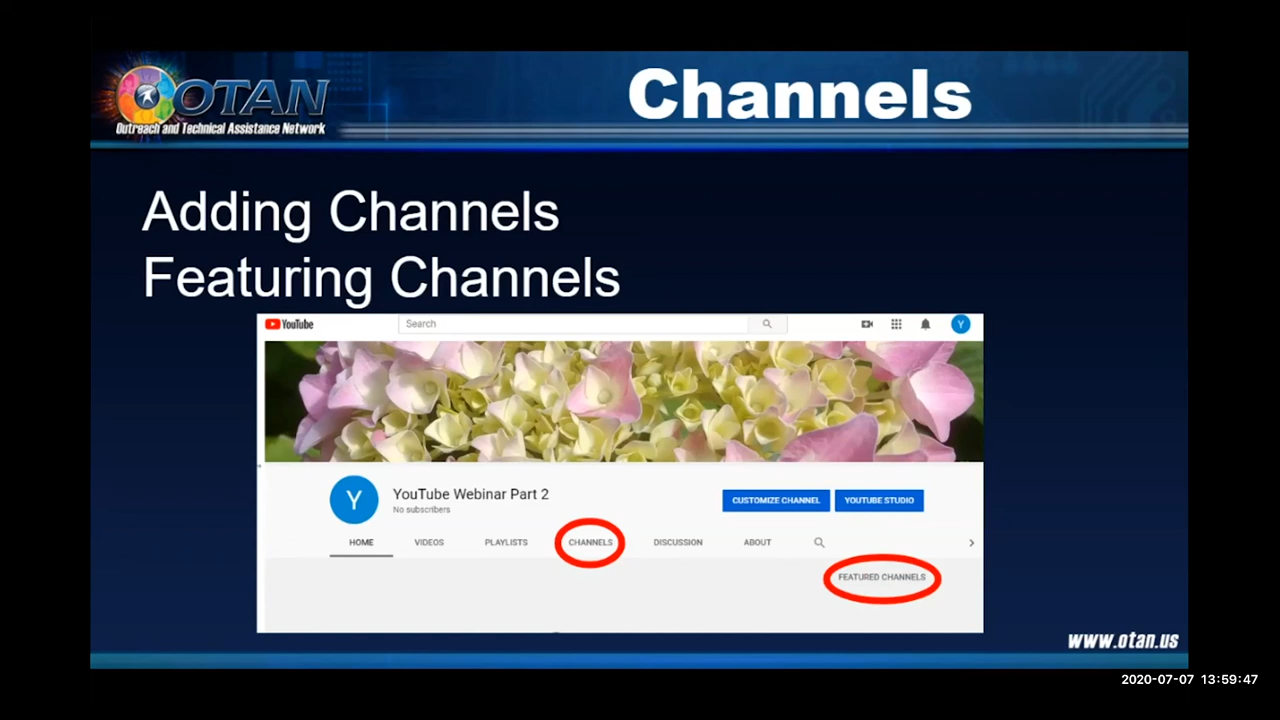 OTAN
Outreach and Technical Assistance Network
Channels
Adding Channels
Featuring Channels
YouTube
Search
Y
Y
YouTube Webinar Part 2
No subscribers
CUSTOMIZE CHANNEL
YOUTUBE STUDIO
HOME VIDEOS PLAYLISTS CHANNELS DISCUSSION ABOUT
FEATURED CHANNELS
www.otan.us
2020-07-07 13:59:47